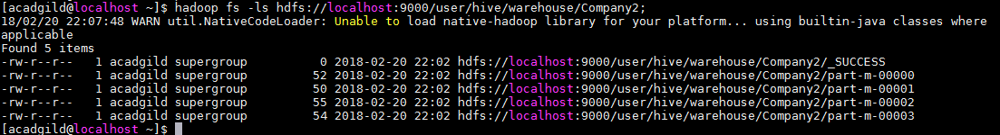 [acadgild@localhost ~]$ hadoop fs -ls hdfs://localhost:9000/user/hive/warehouse/Company2;
18/02/20 22:07:48 WARN util.NativeCodeLoader: Unable to load native-hadoop library for your platform... using builtin-java classes where
applicable
Found 5 items
-rw-r--r--   1 acadgild supergroup          0 2018-02-20 22:02 hdfs://localhost:9000/user/hive/warehouse/Company2/_SUCCESS
-rw-r--r--   1 acadgild supergroup         52 2018-02-20 22:02 hdfs://localhost:9000/user/hive/warehouse/Company2/part-m-00000
-rw-r--r--   1 acadgild supergroup         50 2018-02-20 22:02 hdfs://localhost:9000/user/hive/warehouse/Company2/part-m-00001
-rw-r--r--   1 acadgild supergroup         55 2018-02-20 22:02 hdfs://localhost:9000/user/hive/warehouse/Company2/part-m-00002
-rw-r--r--   1 acadgild supergroup         54 2018-02-20 22:02 hdfs://localhost:9000/user/hive/warehouse/Company2/part-m-00003
[acadgild@localhost ~]$